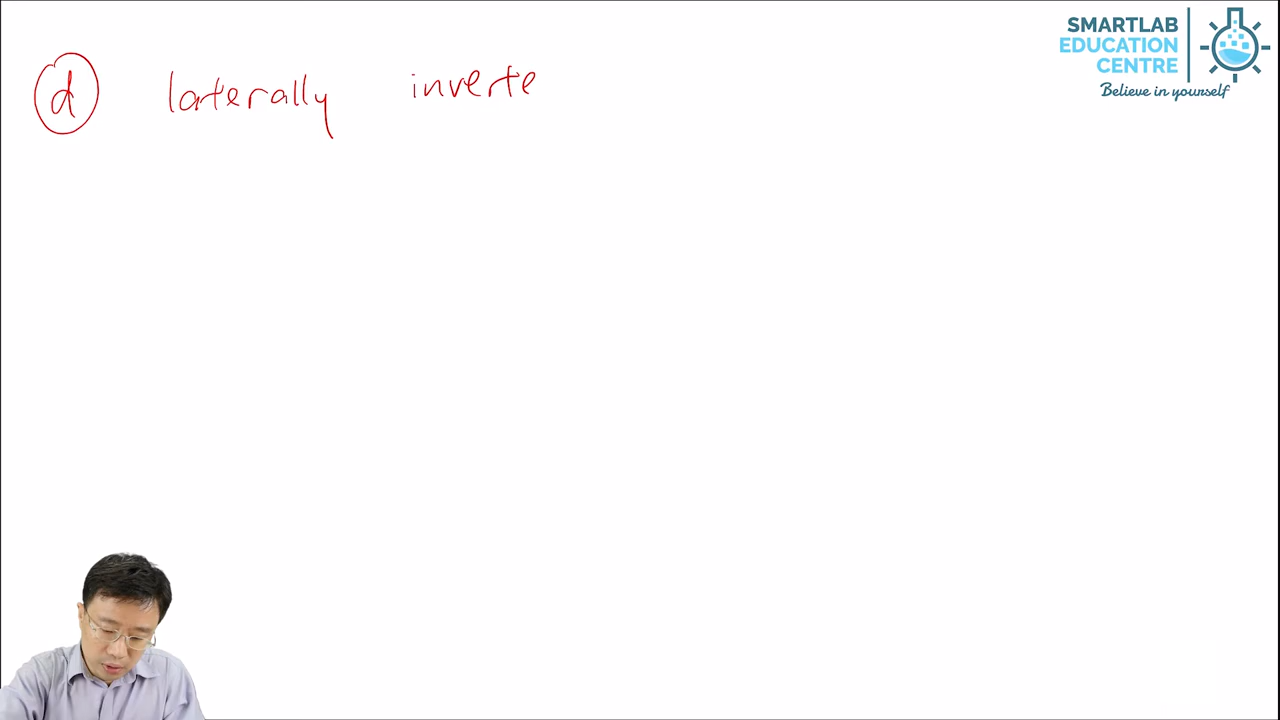 SMARTLAB
EDUCATION
CENTRE
Believe in yourself
d laterally inverte